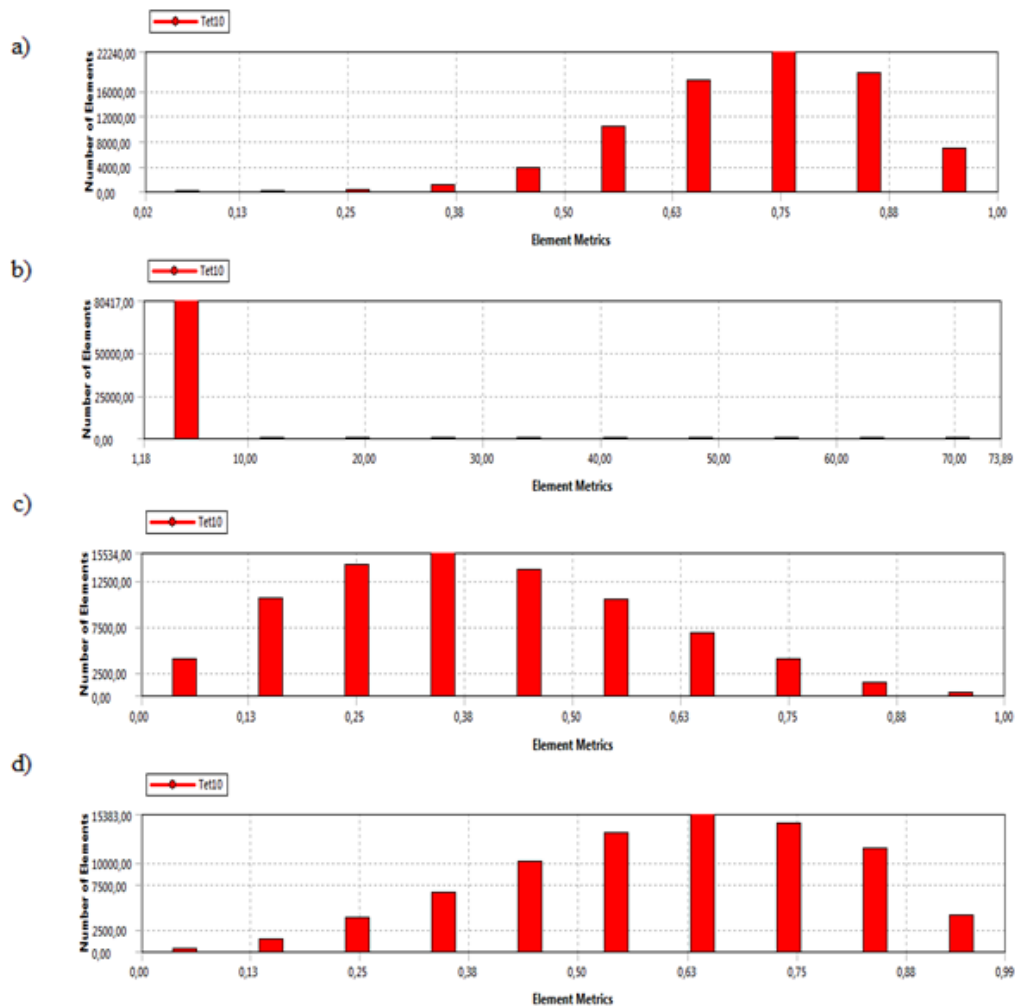 Tet10
a)
Number of Elements
22240,00
16000,00
12000,00
8000,00
4000,00
0,00
0,02 0,13 0,25 0,38 0,50 0,63 0,75 0,88 1,00
Element Metrics
b)
Tet10
Number of Elements
80417,00
50000,00
25000,00
0,00
1,18 10,00 20,00 30,00 40,00 50,00 60,00 70,00 73,89
Element Metrics
c)
Tet10
Number of Elements
15534,00
12500,00
7500,00
2500,00
0,00
0,00 0,13 0,25 0,38 0,50 0,63 0,75 0,88 1,00
Element Metrics
d)
Tet10
Number of Elements
15383,00
10000,00
7500,00
2500,00
0,00
0,00 0,13 0,25 0,38 0,50 0,63 0,75 0,88 0,99
Element Metrics